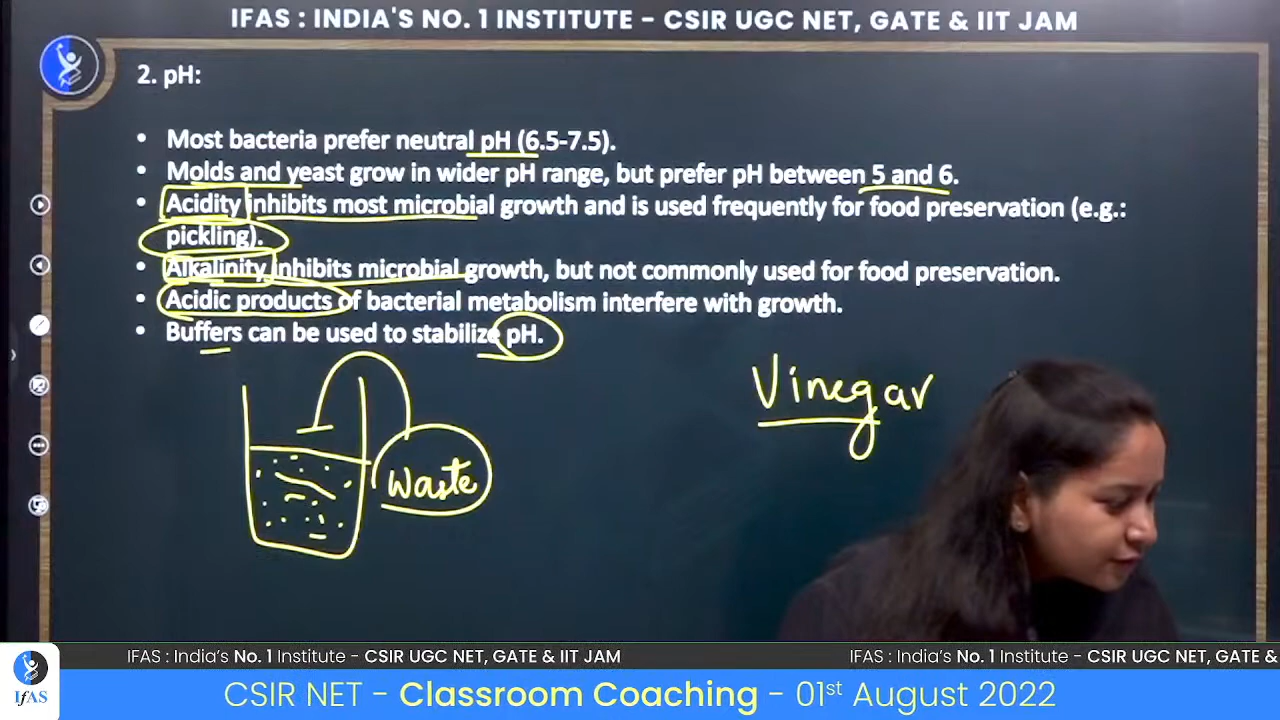 IFAS : INDIA'S NO. 1 INSTITUTE - CSIR UGC NET, GATE & IIT JAM
2. pH:
• Most bacteria prefer neutral pH (6.5-7.5).
• Molds and yeast grow in wider pH range, but prefer pH between 5 and 6.
• Acidity inhibits most microbial growth and is used frequently for food preservation (e.g.:
pickling).
• Alkalinity inhibits microbial growth, but not commonly used for food preservation.
• Acidic products of bacterial metabolism interfere with growth.
• Buffers can be used to stabilize pH.
Vinegar
waste
IFAS : India's No. 1 Institute - CSIR UGC NET, GATE & IIT JAM
IFAS : India's No. 1 Institute - CSIR UGC NET, GATE &
IFAS
CSIR NET - Classroom Coaching - 01st August 2022